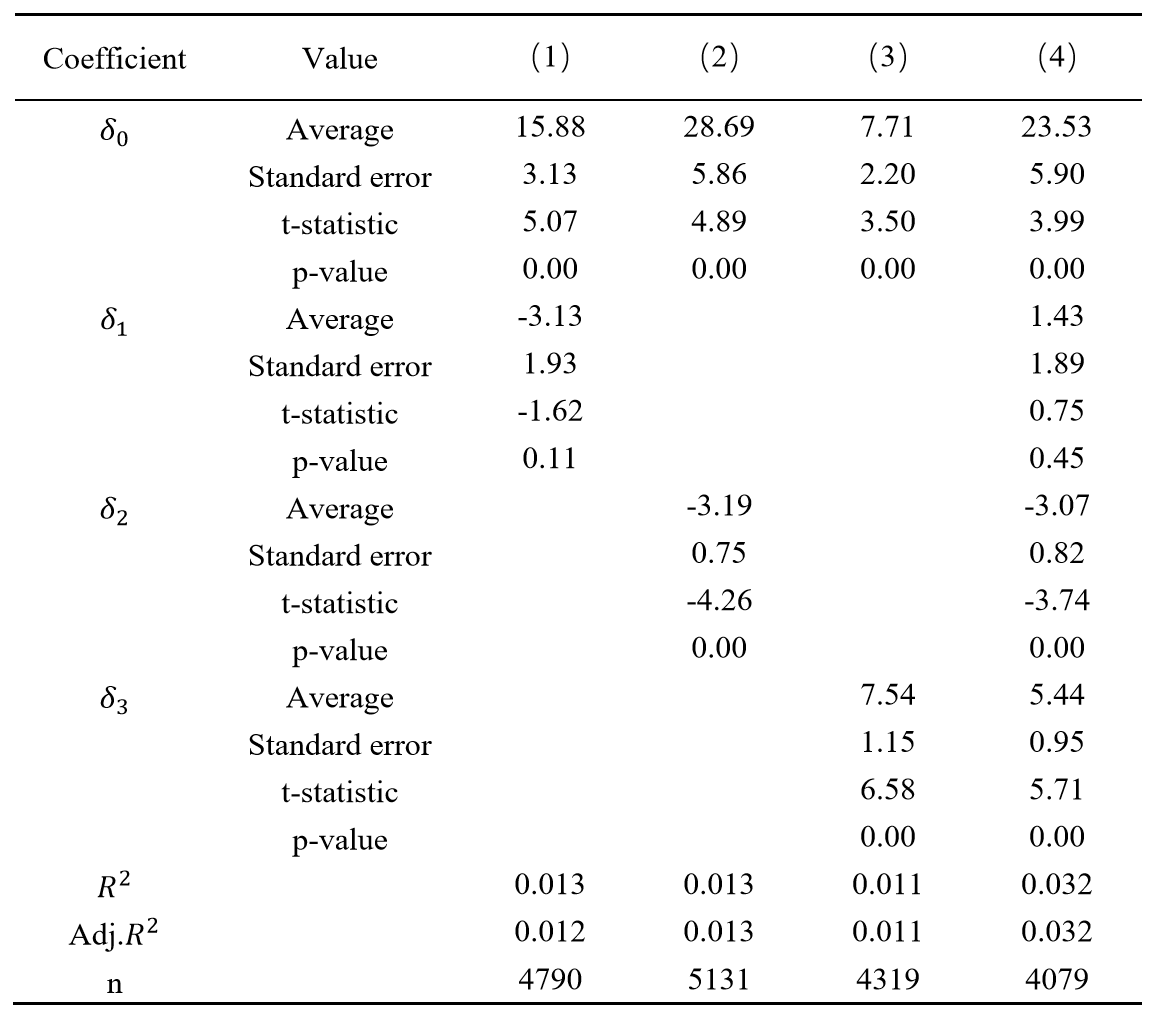 Coefficient Value (1) (2) (3) (4)
δ₀ Average 15.88 28.69 7.71 23.53
Standard error 3.13 5.86 2.20 5.90
t-statistic 5.07 4.89 3.50 3.99
p-value 0.00 0.00 0.00 0.00
δ₁ Average -3.13 1.43
Standard error 1.93 1.89
t-statistic -1.62 0.75
p-value 0.11 0.45
δ₂ Average -3.19 -3.07
Standard error 0.75 0.82
t-statistic -4.26 -3.74
p-value 0.00 0.00
δ₃ Average 7.54 5.44
Standard error 1.15 0.95
t-statistic 6.58 5.71
p-value 0.00 0.00
R² 0.013 0.013 0.011 0.032
Adj.R² 0.012 0.013 0.011 0.032
n 4790 5131 4319 4079